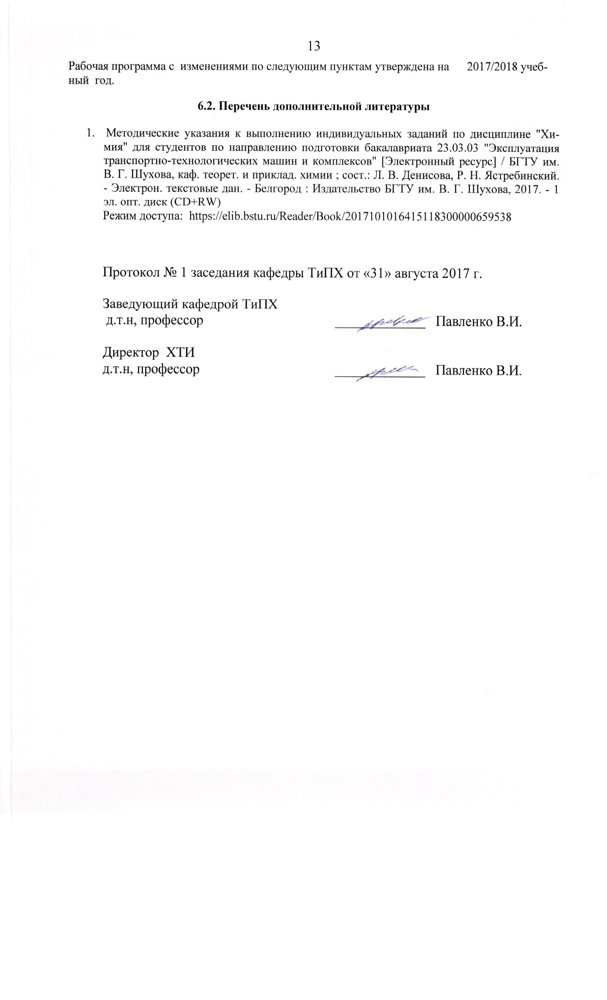 13
Рабочая программа с изменениями по следующим пунктам утверждена на 2017/2018 учеб-
ный год.
6.2. Перечень дополнительной литературы
1. Методические указания к выполнению индивидуальных заданий по дисциплине "Хи-
мия" для студентов по направлению подготовки бакалавриата 23.03.03 "Эксплуатация
транспортно-технологических машин и комплексов" [Электронный ресурс] / БГТУ им.
В. Г. Шухова, каф. теорет. и приклад. химии ; сост.: Л. В. Денисова, Р. Н. Ястребинский.
- Электрон. текстовые дан. - Белгород : Издательство БГТУ им. В. Г. Шухова, 2017. - 1
эл. опт. диск (CD+RW)
Режим доступа: https://elib.bstu.ru/Reader/Book/2017101016415118300000659538
Протокол № 1 заседания кафедры ТиПХ от «31» августа 2017 г.
Заведующий кафедрой ТиПХ
д.т.н, профессор Павленко В.И.
Директор ХТИ
д.т.н, профессор Павленко В.И.